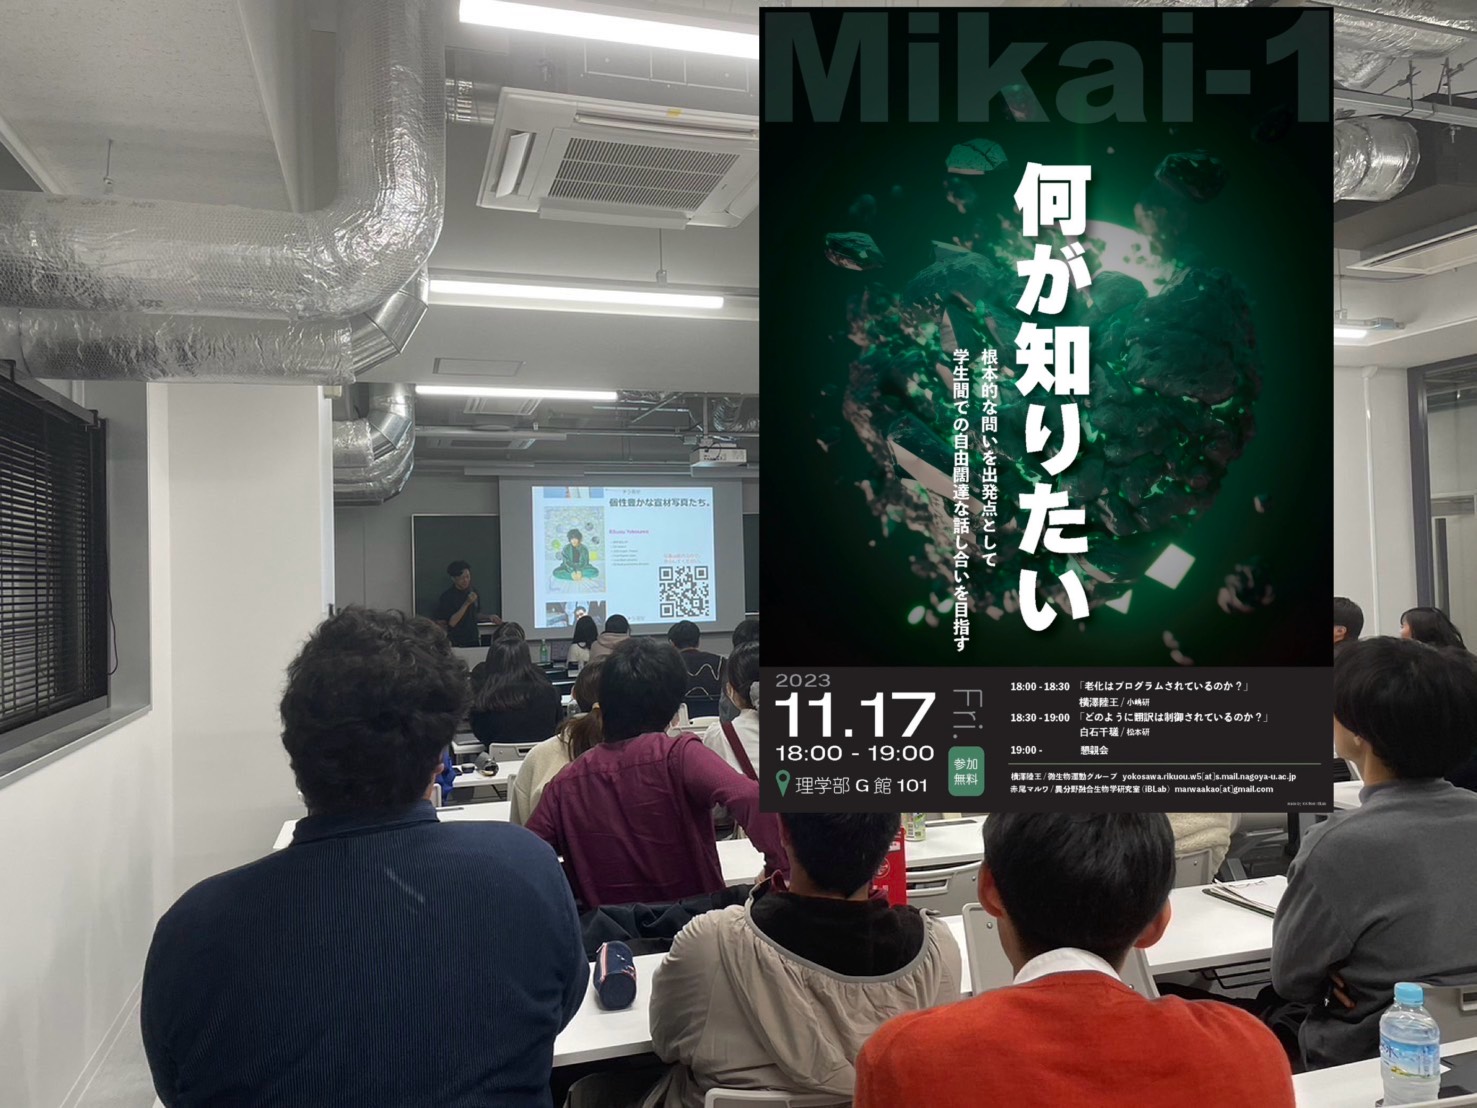 Mikai-1
何が知りたい
根本的な問いを出発点として
学生間での自由闊達な話し合いを目指す
2023
11.17
Fri.
18:00 - 19:00
理学部 G 館 101
参加
無料
18:00 - 18:30 「老化はプログラムされているのか？」
横澤陸王 / 小嶋研
18:30 - 19:00 「どのように翻訳は制御されているのか？」
白石千瑳 / 松本研
19:00 - 懇親会
横澤陸王 / 微生物運動グループ yokosawa.rikuou.w5[at]s.mail.nagoya-u.ac.jp
赤尾マルワ / 異分野融合生物学研究室（iBLab） marwaakao[at]gmail.com
個性豊かな宣材写真たち。